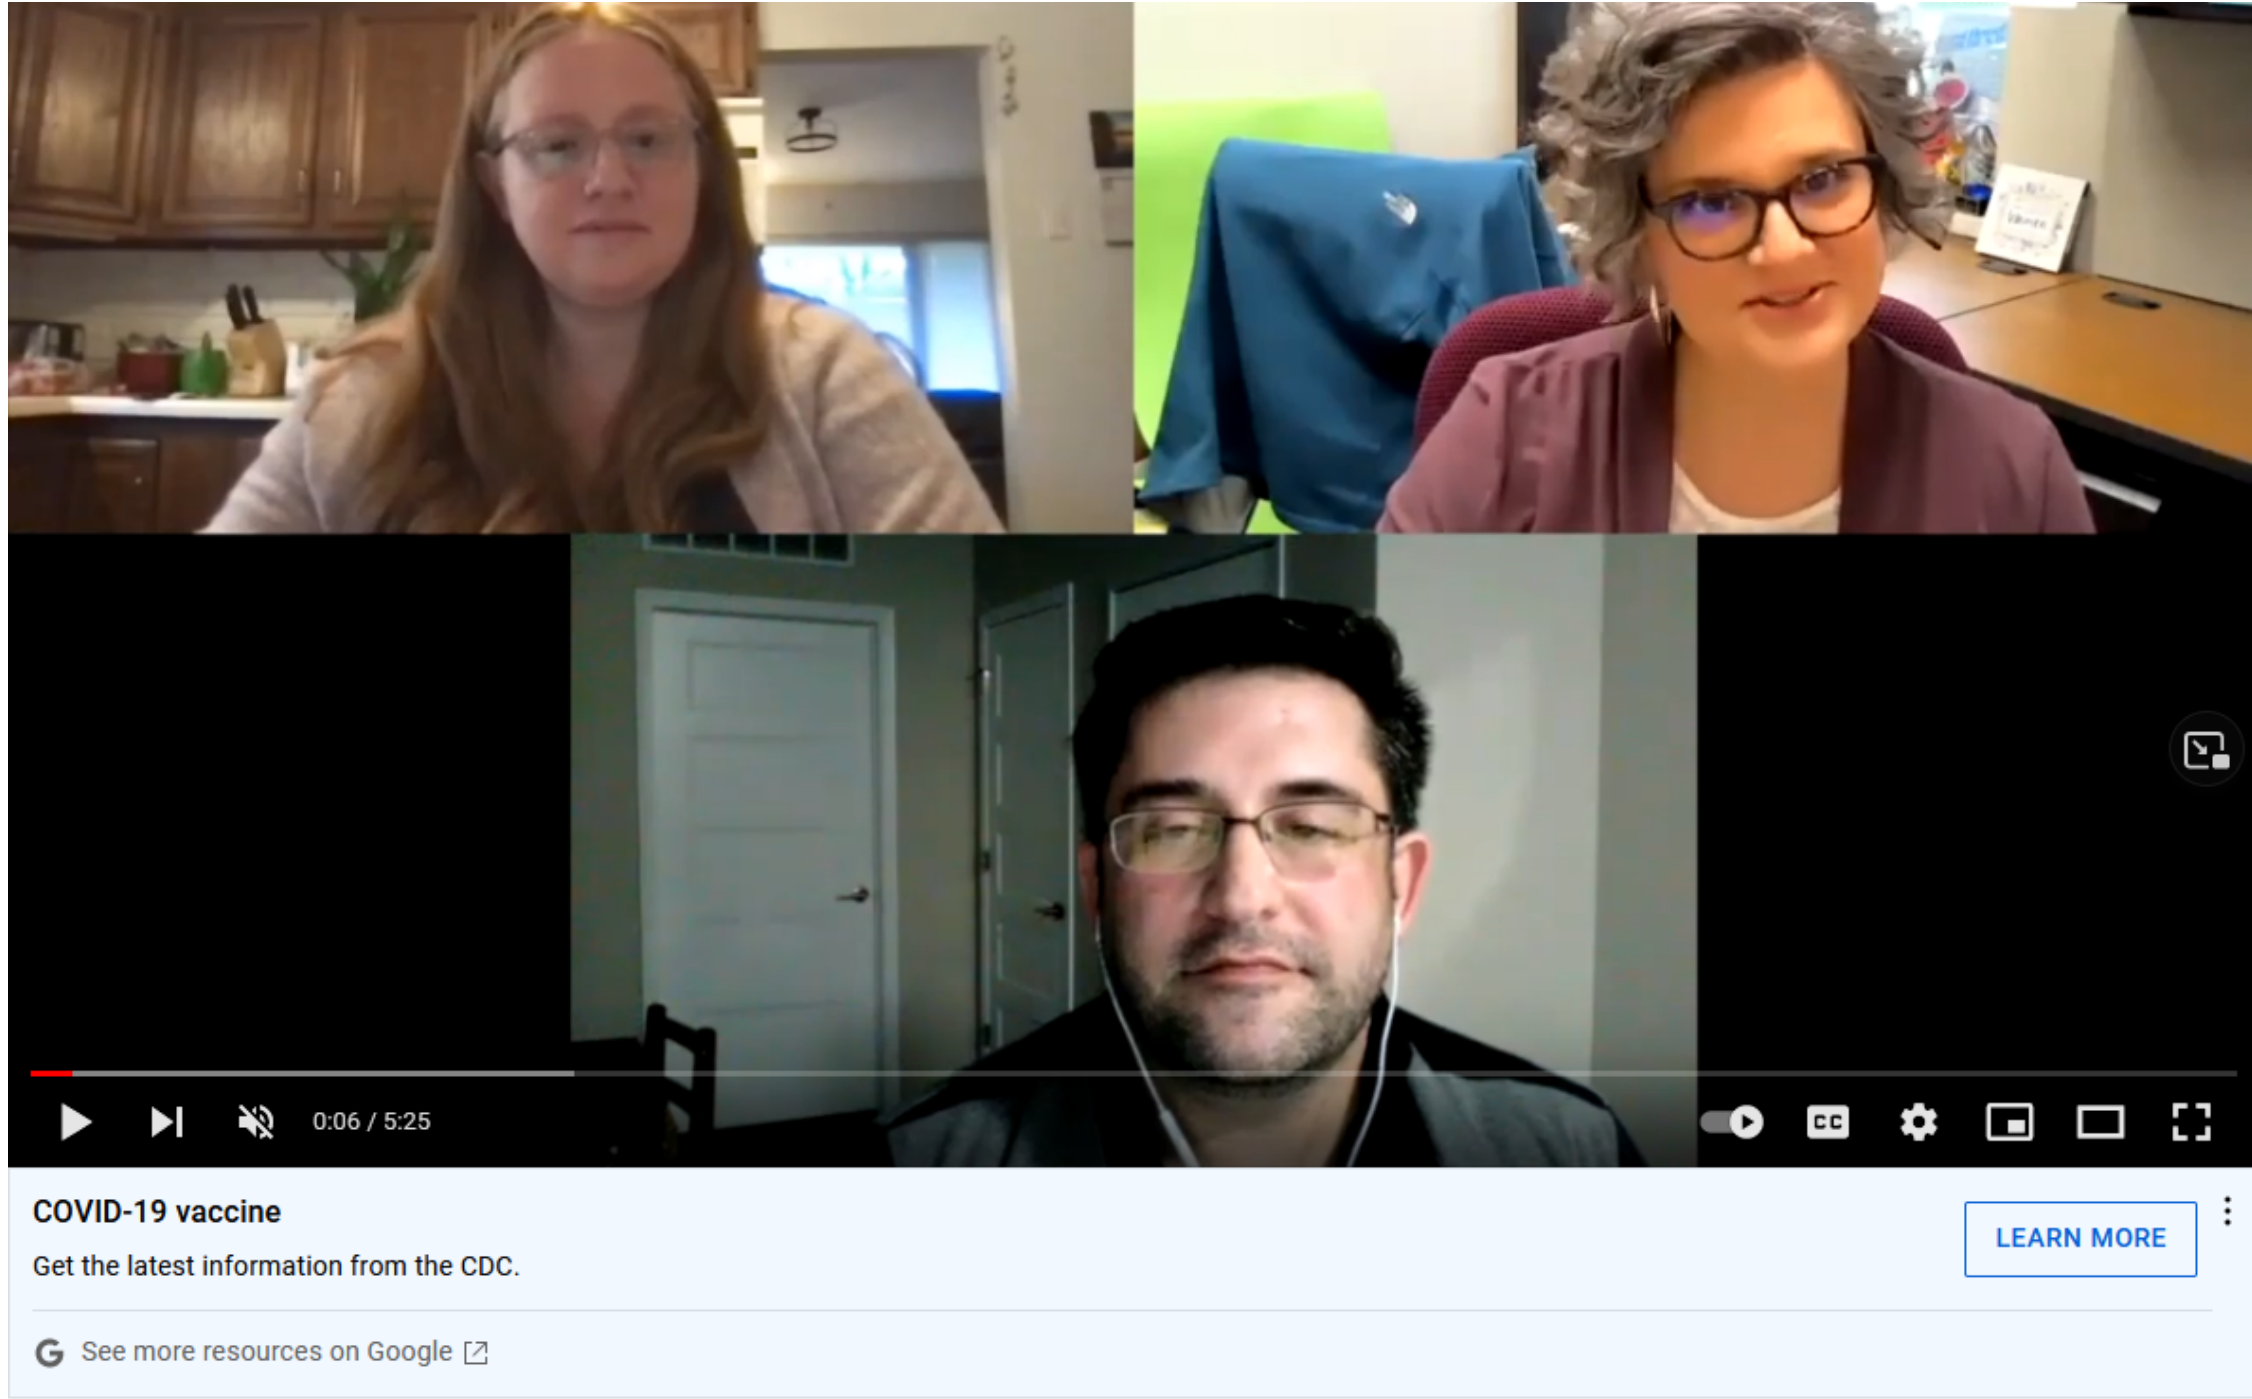 0:06 / 5:25
CC
COVID-19 vaccine
LEARN MORE
Get the latest information from the CDC.
See more resources on Google